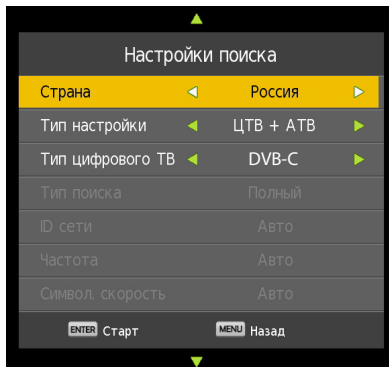 Настройки поиска
Страна Россия
Тип настройки ЦТВ + АТВ
Тип цифрового ТВ DVB-C
Тип поиска Полный
ID сети Авто
Частота Авто
Символ. скорость Авто
ENTER Старт MENU Назад